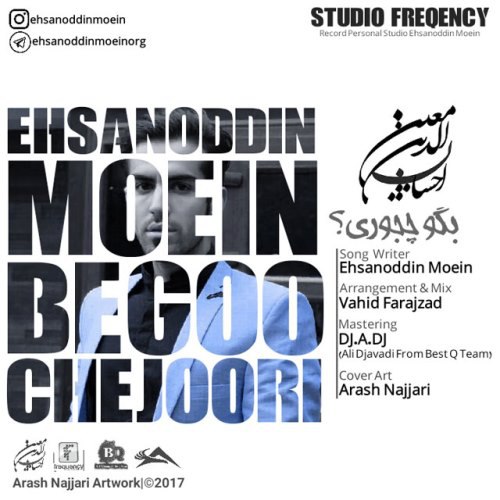 ehsanoddinmoein
ehsanoddinmoeinorg
STUDIO FREQENCY
Record Personal Studio Ehsanoddin Moein
EHSANODDIN
MOEIN
BEGOO
CHEJOORI
احسان الدین معین
بگو چجوری؟
Song Writer
Ehsanoddin Moein
Arrangement & Mix
Vahid Farajzad
Mastering
DJ.A.DJ
(Ali Djavadi From Best Q Team)
Cover Art
Arash Najjari
Arash Najjari Artwork|©2017